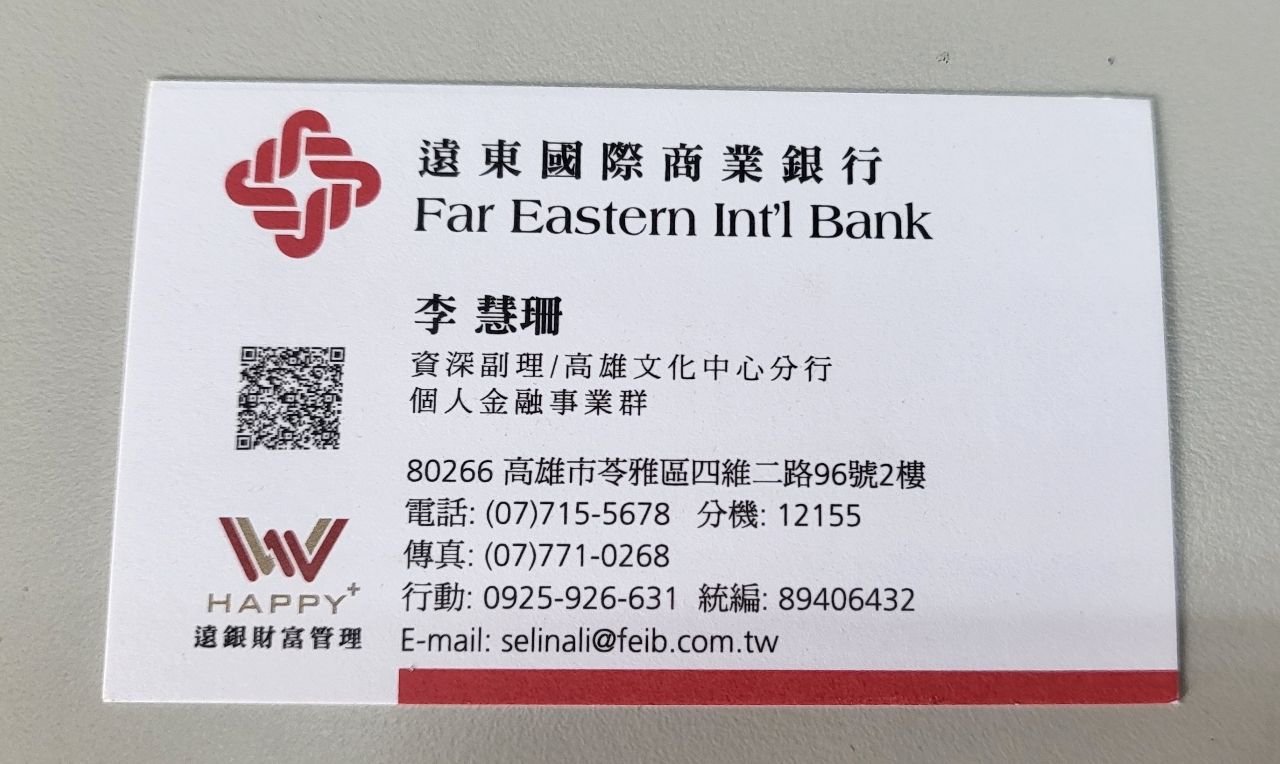 遠東國際商業銀行
Far Eastern Int'l Bank
李 慧珊
資深副理/高雄文化中心分行
個人金融事業群
80266 高雄市苓雅區四維二路96號2樓
電話: (07)715-5678 分機: 12155
傳真: (07)771-0268
行動: 0925-926-631 統編: 89406432
E-mail: selinali@feib.com.tw
W
HAPPY+
遠銀財富管理